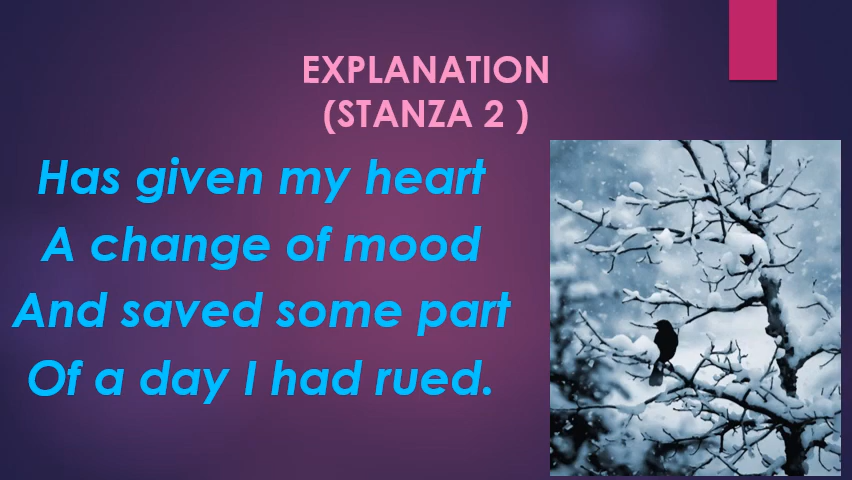 EXPLANATION
(STANZA 2 )
Has given my heart
A change of mood
And saved some part
Of a day I had rued.